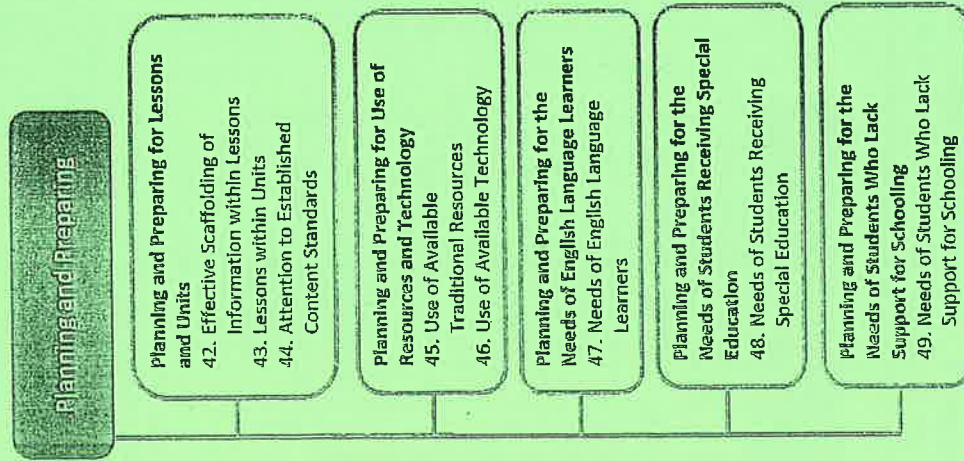 Planning and Preparing
Planning and Preparing for Lessons
and Units
42. Effective Scaffolding of
Information within Lessons
43. Lessons within Units
44. Attention to Established
Content Standards
Planning and Preparing for Use of
Resources and Technology
45. Use of Available
Traditional Resources
46. Use of Available Technology
Planning and Preparing for the
Needs of English Language Learners
47. Needs of English Language
Learners
Planning and Preparing for the
Needs of Students Receiving Special
Education
48. Needs of Students Receiving
Special Education
Planning and Preparing for the
Needs of Students Who Lack
Support for Schooling
49. Needs of Students Who Lack
Support for Schooling